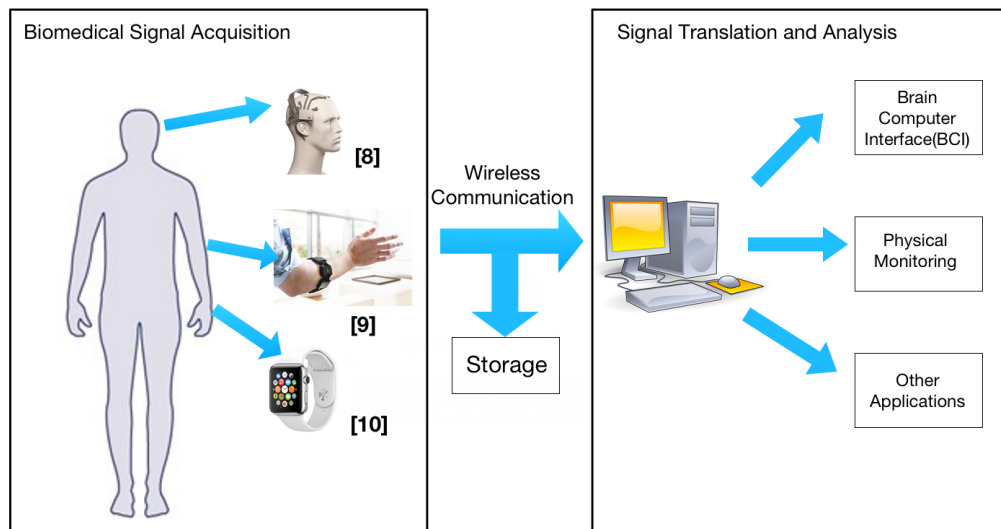 Biomedical Signal Acquisition
[8]
[9]
[10]
Wireless
Communication
Storage
Signal Translation and Analysis
Brain
Computer
Interface(BCI)
Physical
Monitoring
Other
Applications